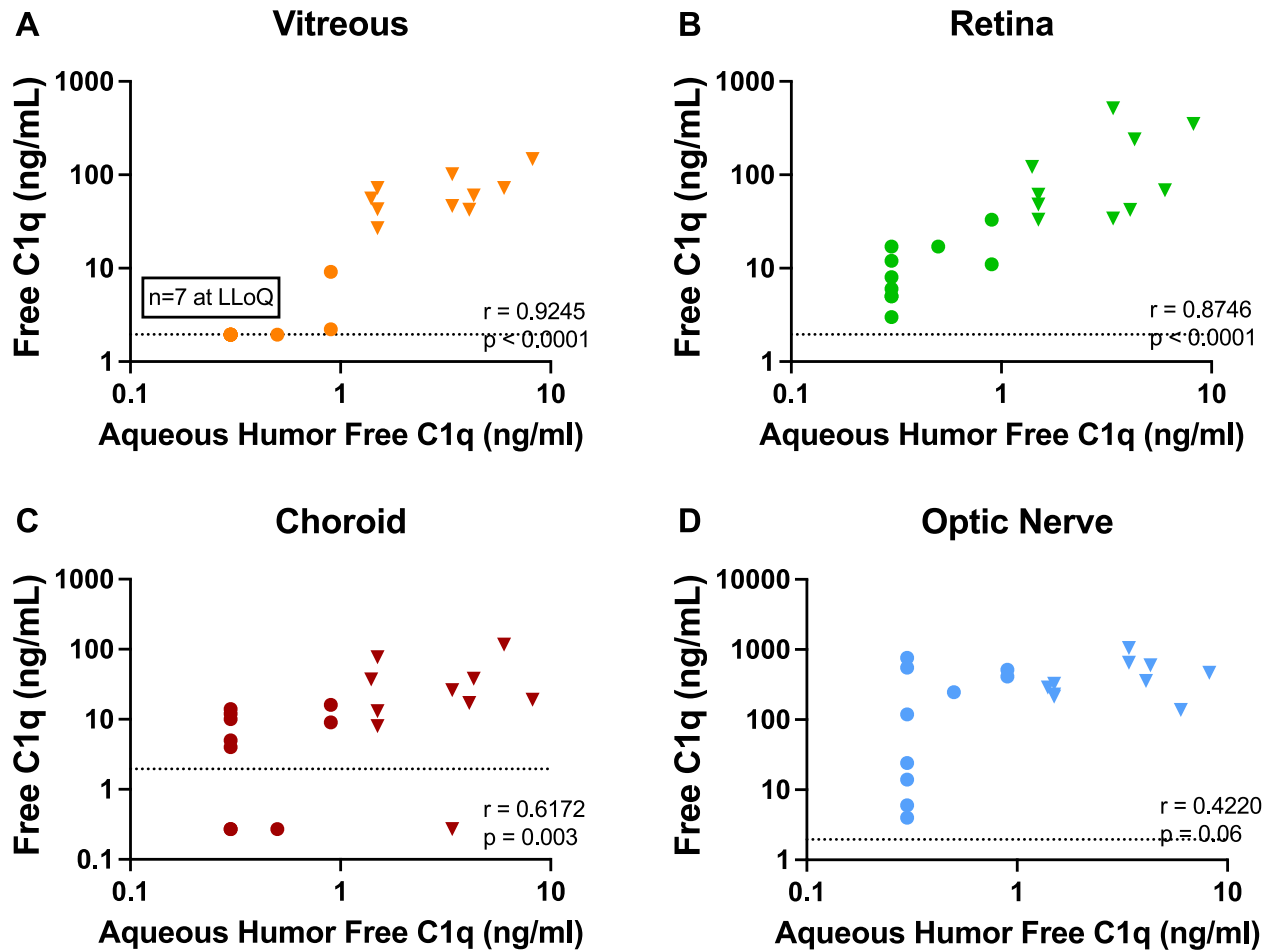 A
Vitreous
Free C1q (ng/mL)
1000
100
10
1
n=7 at LLoQ
r = 0.9245
p < 0.0001
0.1
1
10
Aqueous Humor Free C1q (ng/ml)
B
Retina
Free C1q (ng/mL)
1000
100
10
1
r = 0.8746
p < 0.0001
0.1
1
10
Aqueous Humor Free C1q (ng/ml)
C
Choroid
Free C1q (ng/mL)
1000
100
10
1
0.1
r = 0.6172
p = 0.003
0.1
1
10
Aqueous Humor Free C1q (ng/ml)
D
Optic Nerve
Free C1q (ng/mL)
10000
1000
100
10
1
r = 0.4220
p = 0.06
0.1
1
10
Aqueous Humor Free C1q (ng/ml)